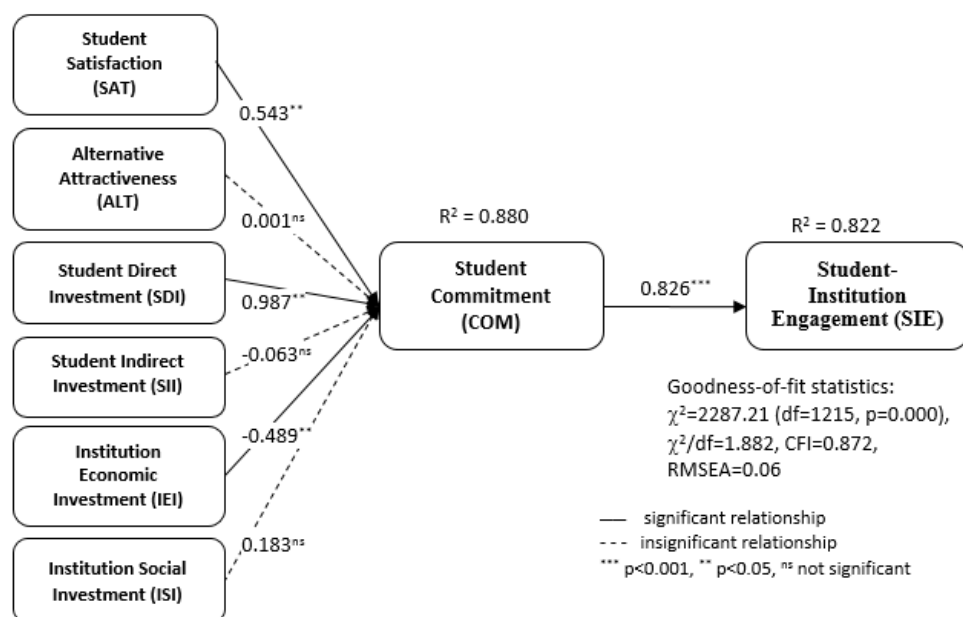 Student
Satisfaction
(SAT)
0.543**
Alternative
Attractiveness
(ALT)
0.001ns
Student Direct
Investment (SDI)
0.987**
Student Indirect
Investment (SII)
-0.063ns
Institution
Economic
Investment (IEI)
-0.489**
Institution Social
Investment (ISI)
0.183ns
R² = 0.880
Student
Commitment
(COM)
0.826***
R² = 0.822
Student-
Institution
Engagement (SIE)
Goodness-of-fit statistics:
χ²=2287.21 (df=1215, p=0.000),
χ²/df=1.882, CFI=0.872,
RMSEA=0.06
significant relationship
insignificant relationship
*** p<0.001, ** p<0.05, ns not significant